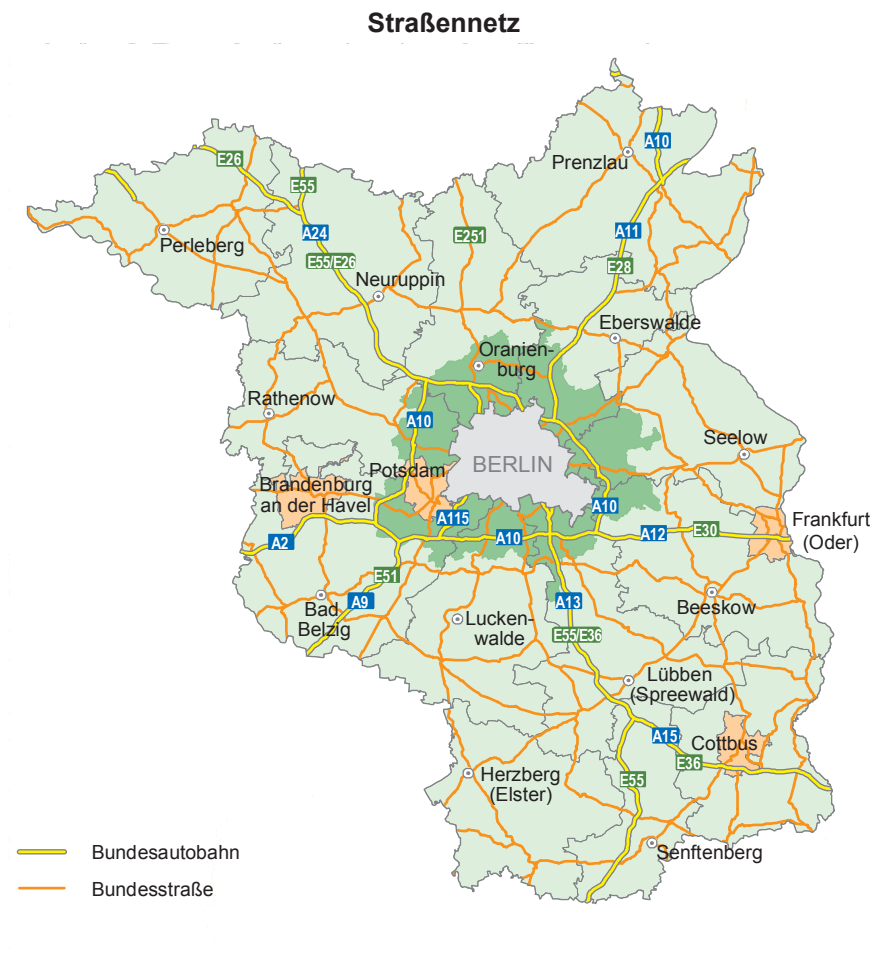 Straßennetz
A10
Prenzlau
E26
E55
A24
E251
A11
Perleberg
E55/E26
E28
Neuruppin
Eberswalde
Oranien-
burg
Rathenow
A10
Seelow
BERLIN
Potsdam
Brandenburg
an der Havel
A115
A10
A10
A12
E30
Frankfurt
(Oder)
A2
E51
A9
Bad
Belzig
A13
Beeskow
Lucken-
walde
E55/E36
Lübben
(Spreewald)
A15
Cottbus
E36
Herzberg
(Elster)
E55
Senftenberg
Bundesautobahn
Bundesstraße